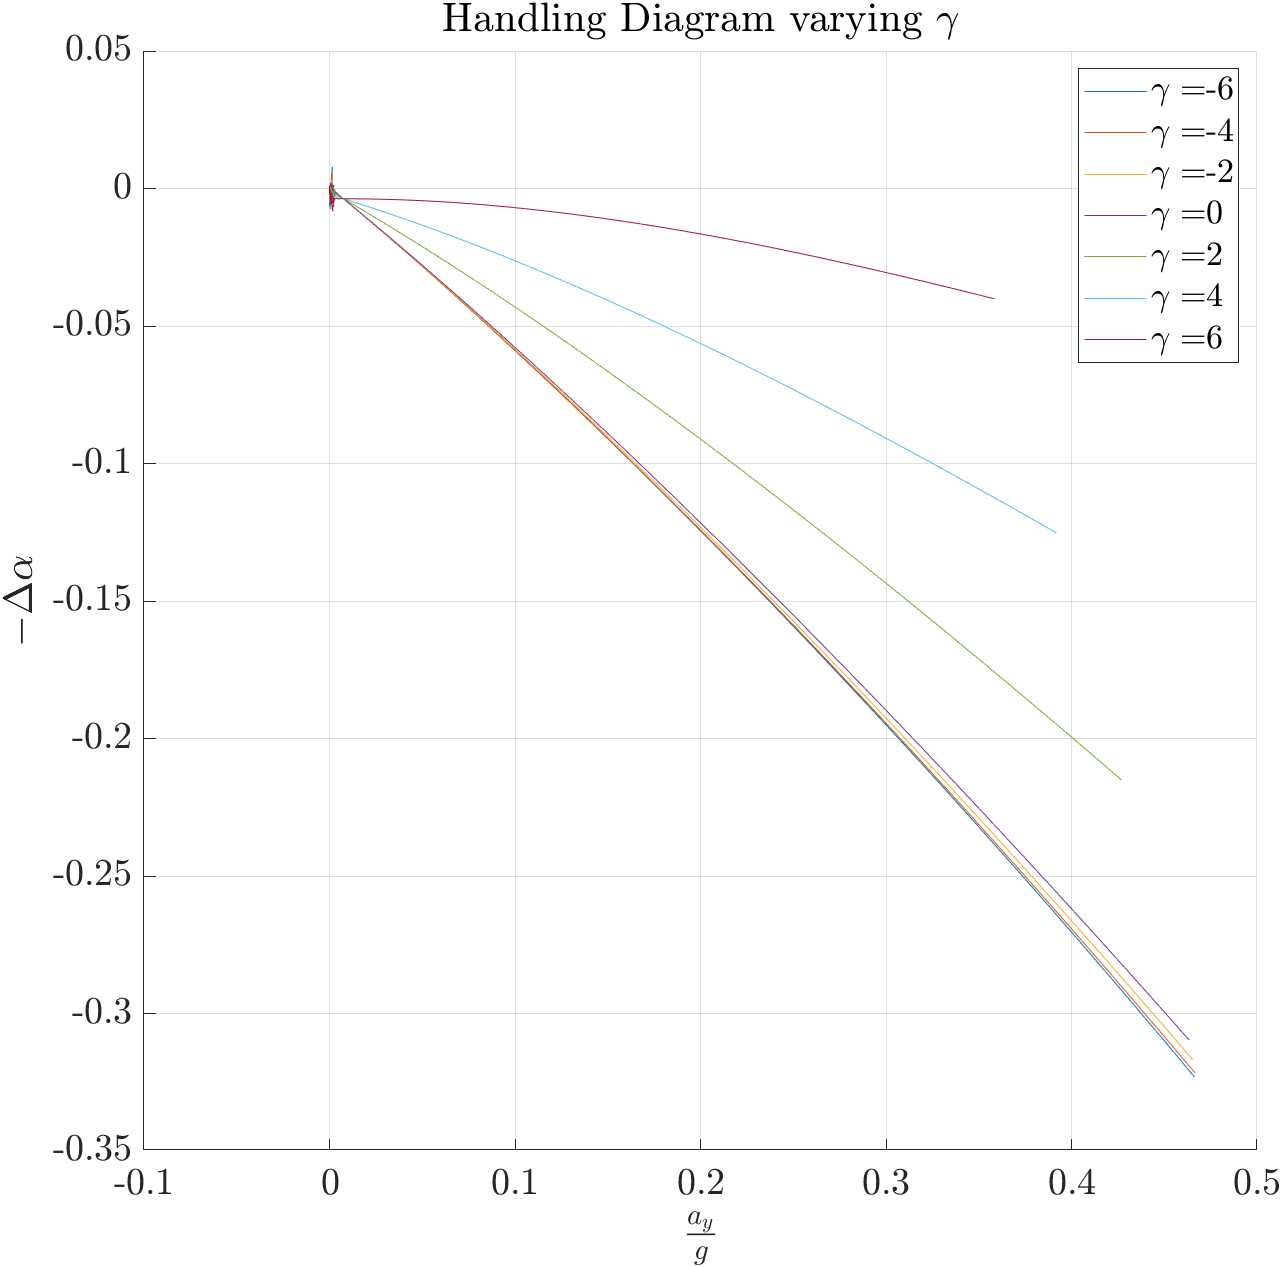 Handling Diagram varying γ
0.05
0
-0.05
-0.1
-0.15
-0.2
-0.25
-0.3
-0.35
−Δα
γ =-6
γ =-4
γ =-2
γ =0
γ =2
γ =4
γ =6
-0.1 0 0.1 0.2 0.3 0.4 0.5
a_y
g